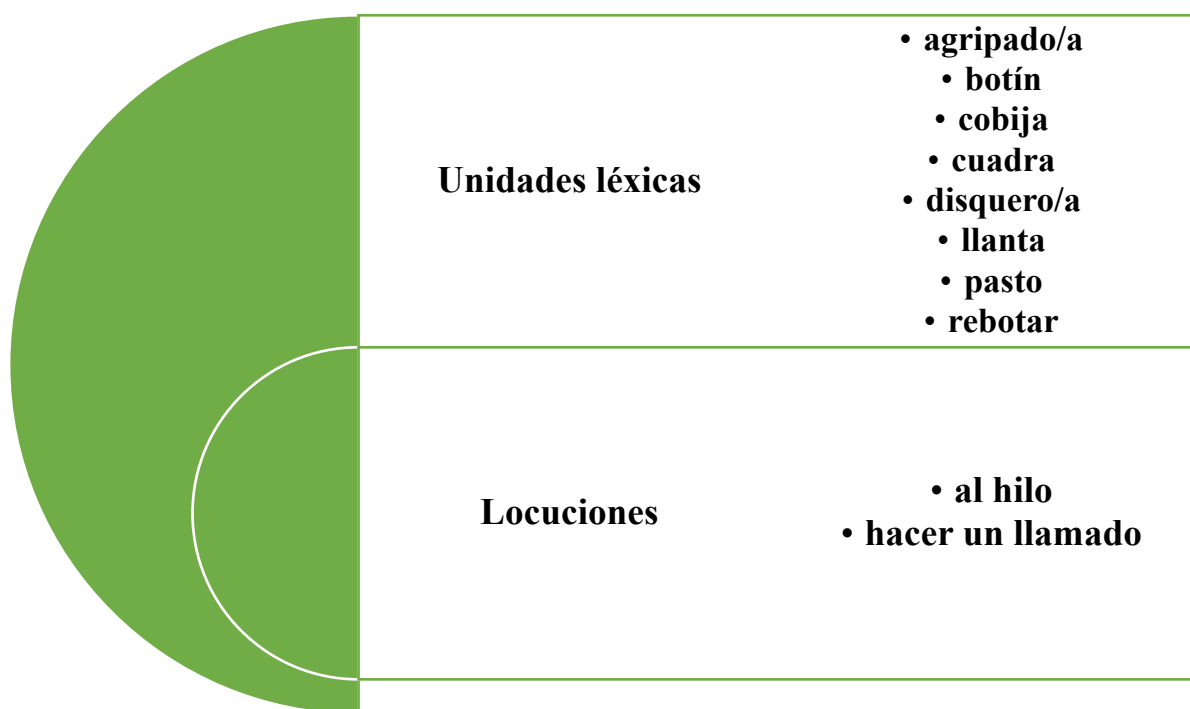 Unidades léxicas
• agripado/a
• botín
• cobija
• cuadra
• disquero/a
• llanta
• pasto
• rebotar
Locuciones
• al hilo
• hacer un llamado